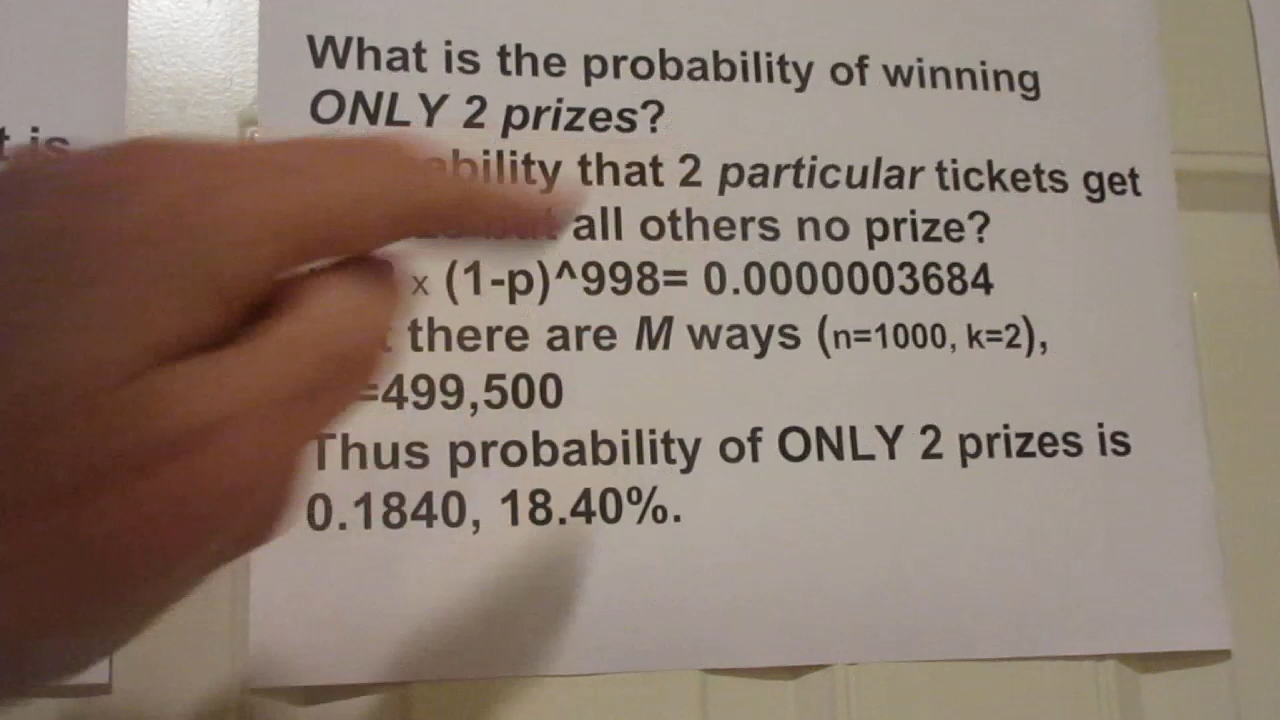 t is
What is the probability of winning
ONLY 2 prizes?
that 2 particular tickets get
all others no prize?
x (1-p)^998= 0.0000003684
there are M ways (n=1000, k=2),
=499,500
Thus probability of ONLY 2 prizes is
0.1840, 18.40%.